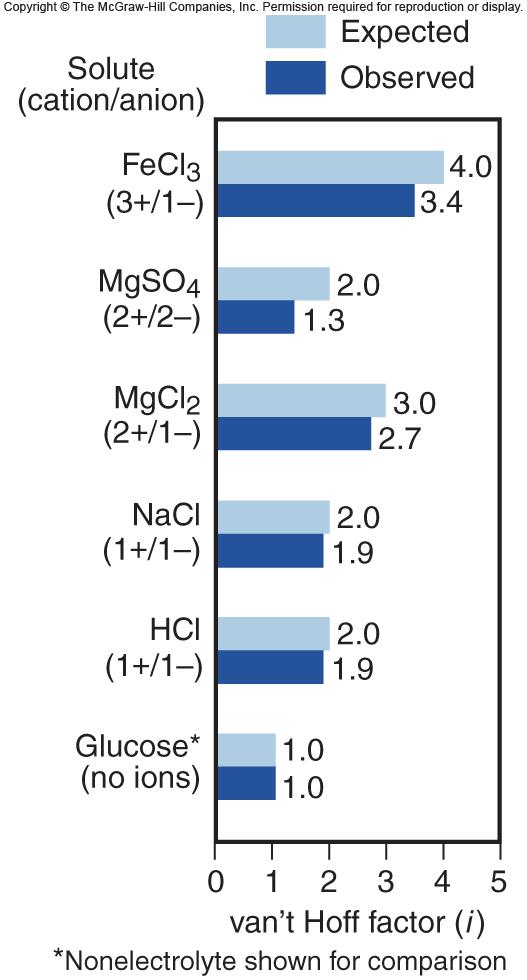 Copyright © The McGraw-Hill Companies, Inc. Permission required for reproduction or display.
Expected
Observed
Solute
(cation/anion)
FeCl₃
(3+/1–)
4.0
3.4
MgSO₄
(2+/2–)
2.0
1.3
MgCl₂
(2+/1–)
3.0
2.7
NaCl
(1+/1–)
2.0
1.9
HCl
(1+/1–)
2.0
1.9
Glucose*
(no ions)
1.0
1.0
0 1 2 3 4 5
van't Hoff factor (i)
*Nonelectrolyte shown for comparison